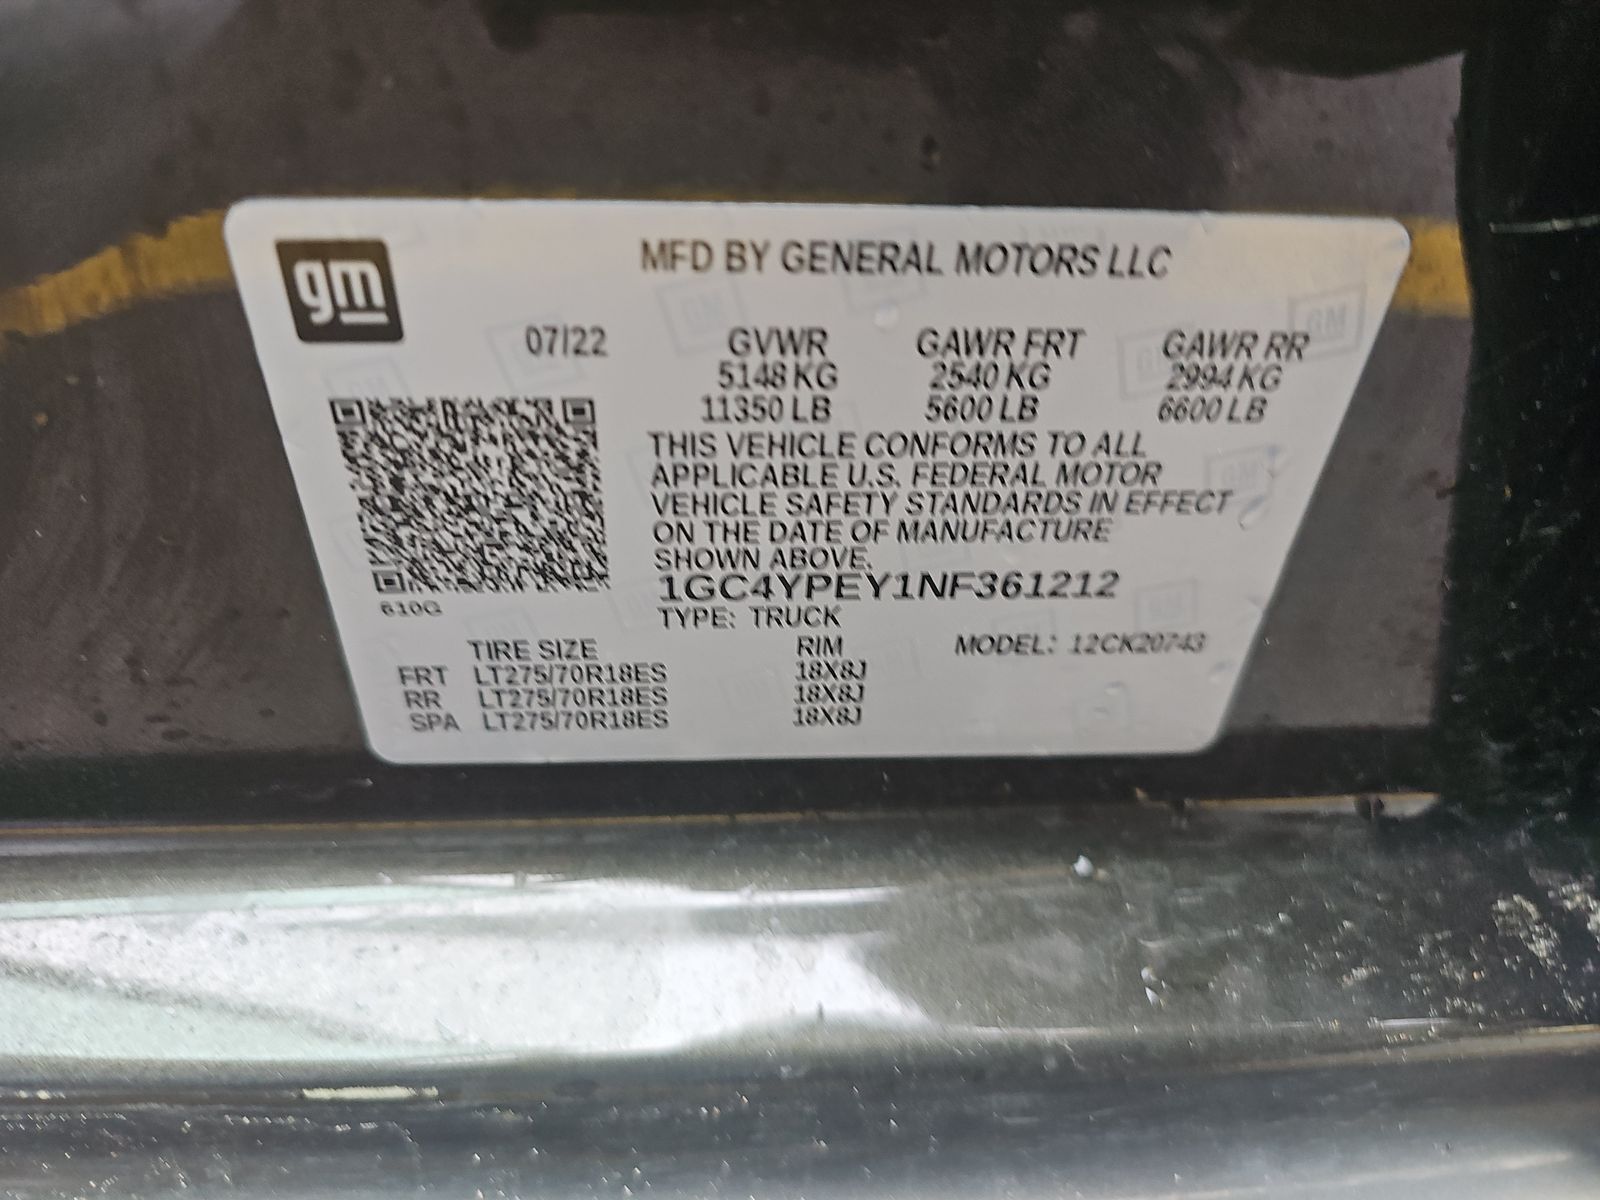 gm
MFD BY GENERAL MOTORS LLC
07/22 GVWR GAWR FRT GAWR RR
5148 KG 2540 KG 2994 KG
11350 LB 5600 LB 6600 LB
THIS VEHICLE CONFORMS TO ALL
APPLICABLE U.S. FEDERAL MOTOR
VEHICLE SAFETY STANDARDS IN EFFECT
ON THE DATE OF MANUFACTURE
SHOWN ABOVE.
1GC4YPEY1NF361212
610G
TYPE: TRUCK
TIRE SIZE RIM MODEL: 12CK20743
FRT LT275/70R18ES 18X8J
RR LT275/70R18ES 18X8J
SPA LT275/70R18ES 18X8J